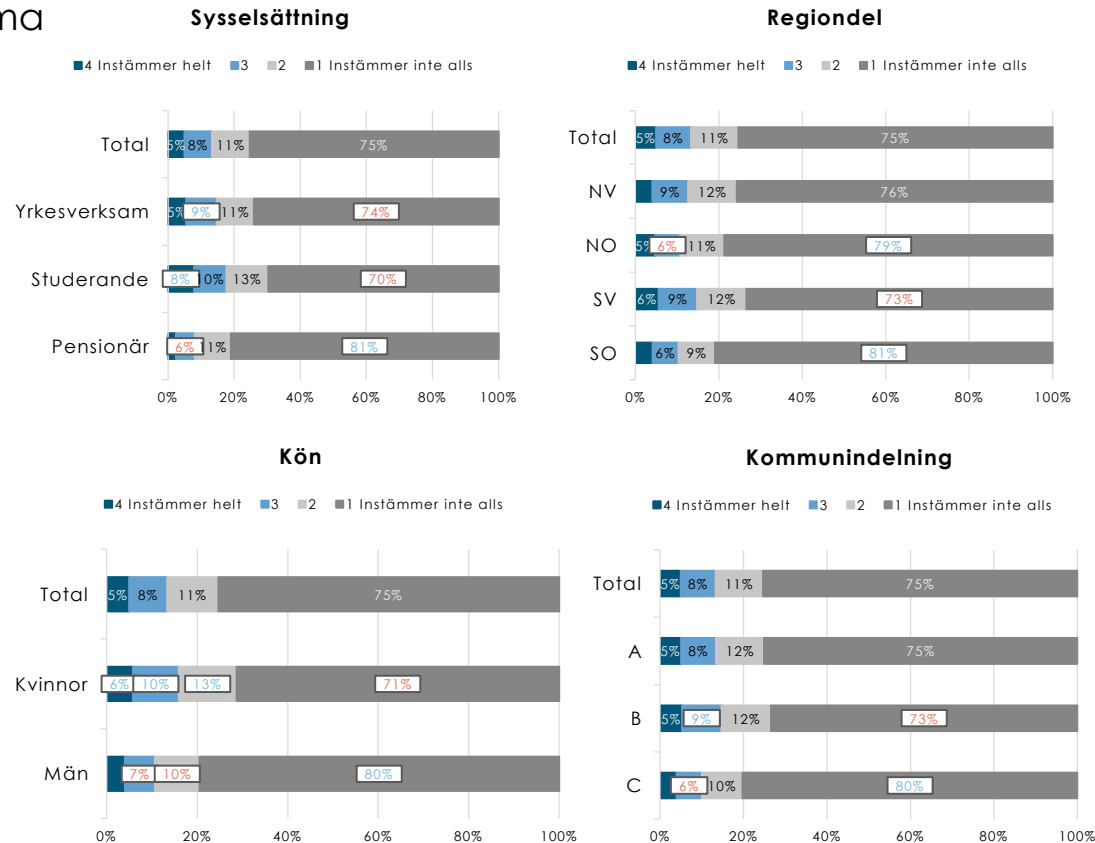 ma
Sysselsättning
4 Instämmer helt 3 2 1 Instämmer inte alls
Total 5% 8% 11% 75%
Yrkesverksam 5% 9% 11% 74%
Studerande 8% 10% 13% 70%
Pensionär 6% 11% 81%
0% 20% 40% 60% 80% 100%
Regiondel
4 Instämmer helt 3 2 1 Instämmer inte alls
Total 5% 8% 11% 75%
NV 9% 12% 76%
NO 5% 6% 11% 79%
SV 6% 9% 12% 73%
SO 6% 9% 81%
0% 20% 40% 60% 80% 100%
Kön
4 Instämmer helt 3 2 1 Instämmer inte alls
Total 5% 8% 11% 75%
Kvinnor 6% 10% 13% 71%
Män 7% 10% 80%
0% 20% 40% 60% 80% 100%
Kommunindelning
4 Instämmer helt 3 2 1 Instämmer inte alls
Total 5% 8% 11% 75%
A 5% 8% 12% 75%
B 5% 9% 12% 73%
C 6% 10% 80%
0% 20% 40% 60% 80% 100%